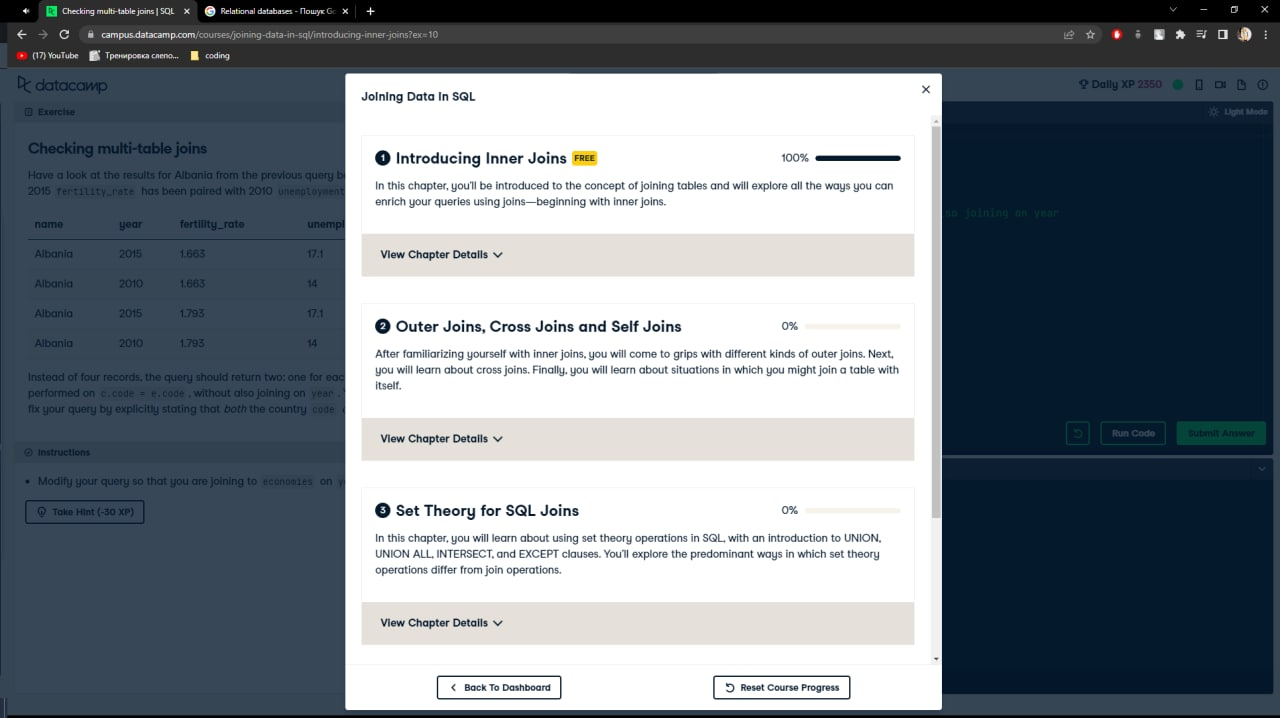 Checking multi-table joins | SQL
Relational databases - Пошук Go
campus.datacamp.com/courses/joining-data-in-sql/introducing-inner-joins?ex=10
(17) YouTube
Тренировка слепо...
coding
datacamp
Daily XP 2350
Exercise
Light Mode
Checking multi-table joins
Have a look at the results for Albania from the previous query be
2015 fertility_rate has been paired with 2010 unemployment
name year fertility_rate unempl
Albania 2015 1.663 17.1
Albania 2010 1.663 14
Albania 2015 1.793 17.1
Albania 2010 1.793 14
Instead of four records, the query should return two: one for eac
performed on c.code = e.code, without also joining on year.
fix your query by explicitly stating that both the country code
Instructions
Modify your query so that you are joining to economies on
Take Hint (-30 XP)
Joining Data in SQL
1 Introducing Inner Joins FREE 100%
In this chapter, you'll be introduced to the concept of joining tables and will explore all the ways you can
enrich your queries using joins—beginning with inner joins.
View Chapter Details
2 Outer Joins, Cross Joins and Self Joins 0%
After familiarizing yourself with inner joins, you will come to grips with different kinds of outer joins. Next,
you will learn about cross joins. Finally, you will learn about situations in which you might join a table with
itself.
View Chapter Details
3 Set Theory for SQL Joins 0%
In this chapter, you will learn about using set theory operations in SQL, with an introduction to UNION,
UNION ALL, INTERSECT, and EXCEPT clauses. You'll explore the predominant ways in which set theory
operations differ from join operations.
View Chapter Details
Back To Dashboard
Reset Course Progress
so joining on year
Run Code
Submit Answer